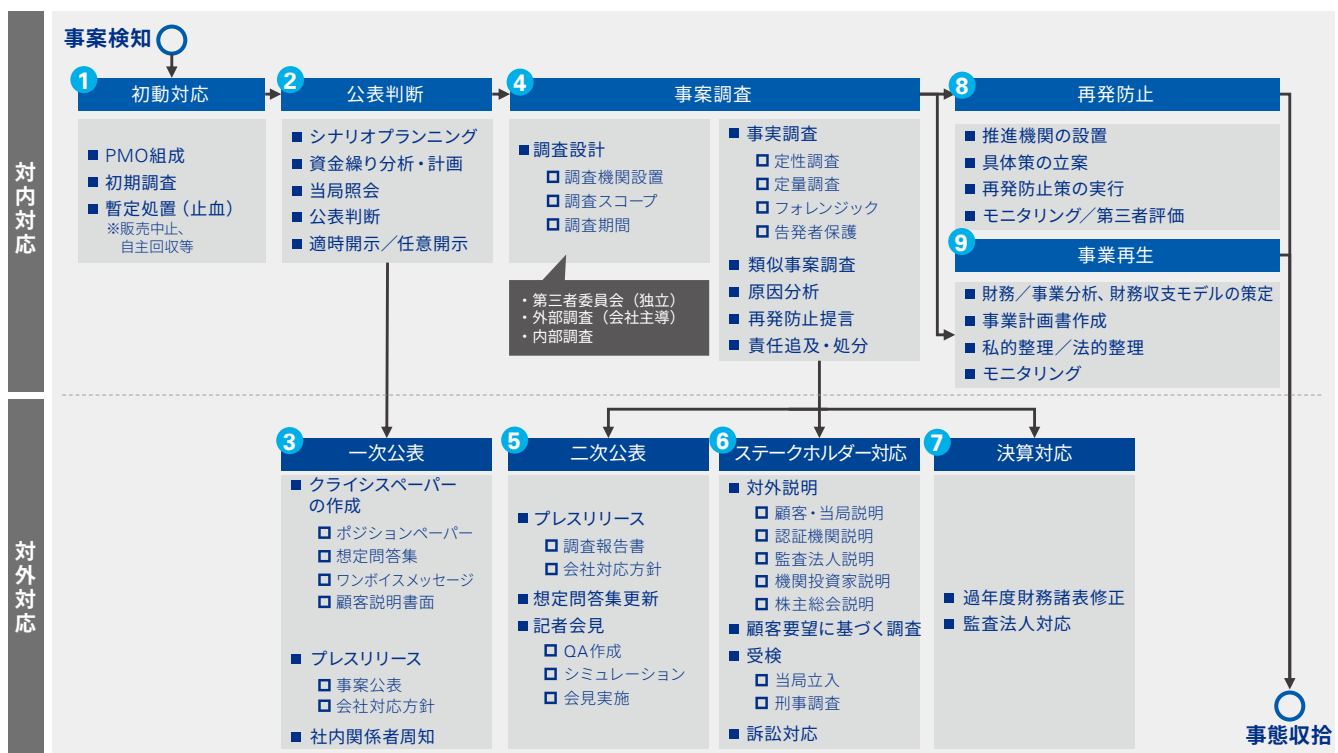 対内対応
事案検知
1
初動対応
PMO組成
初期調査
暫定処置（止血）
※販売中止、
自主回収等
2
公表判断
シナリオプランニング
資金繰り分析・計画
当局照会
公表判断
適時開示／任意開示
4
事案調査
調査設計
調査機関設置
調査スコープ
調査期間
・第三者委員会（独立）
・外部調査（会社主導）
・内部調査
事実調査
定性調査
定量調査
フォレンジック
告発者保護
類似事案調査
原因分析
再発防止提言
責任追及・処分
8
再発防止
推進機関の設置
具体策の立案
再発防止策の実行
モニタリング／第三者評価
9
事業再生
財務／事業分析、財務収支モデルの策定
事業計画書作成
私的整理／法的整理
モニタリング
対外対応
3
一次公表
クライシスペーパー
の作成
ポジションペーパー
想定問答集
ワンボイスメッセージ
顧客説明書面
プレスリリース
事案公表
会社対応方針
社内関係者周知
5
二次公表
プレスリリース
調査報告書
会社対応方針
想定問答集更新
記者会見
QA作成
シミュレーション
会見実施
6
ステークホルダー対応
対外説明
顧客・当局説明
認証機関説明
監査法人説明
機関投資家説明
株主総会説明
顧客要望に基づく調査
受検
当局立入
刑事調査
訴訟対応
7
決算対応
過年度財務諸表修正
監査法人対応
事態収拾